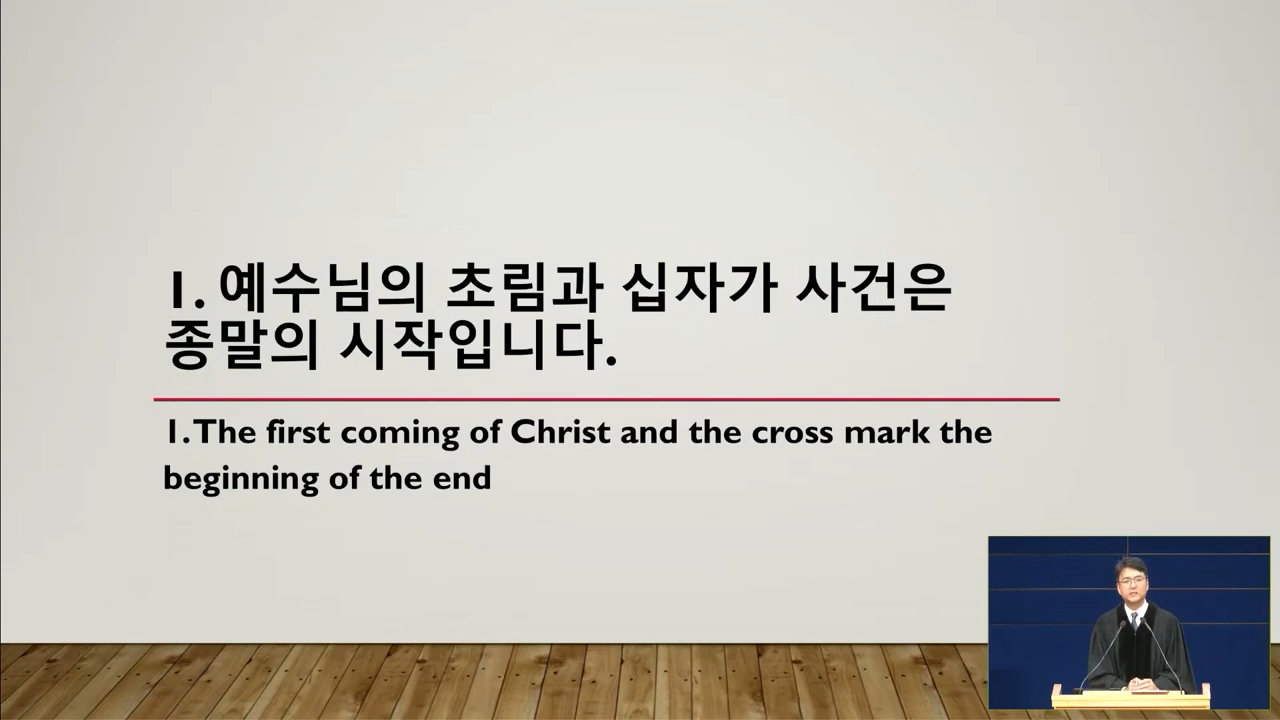 1. 예수님의 초림과 십자가 사건은
종말의 시작입니다.
1. The first coming of Christ and the cross mark the
beginning of the end